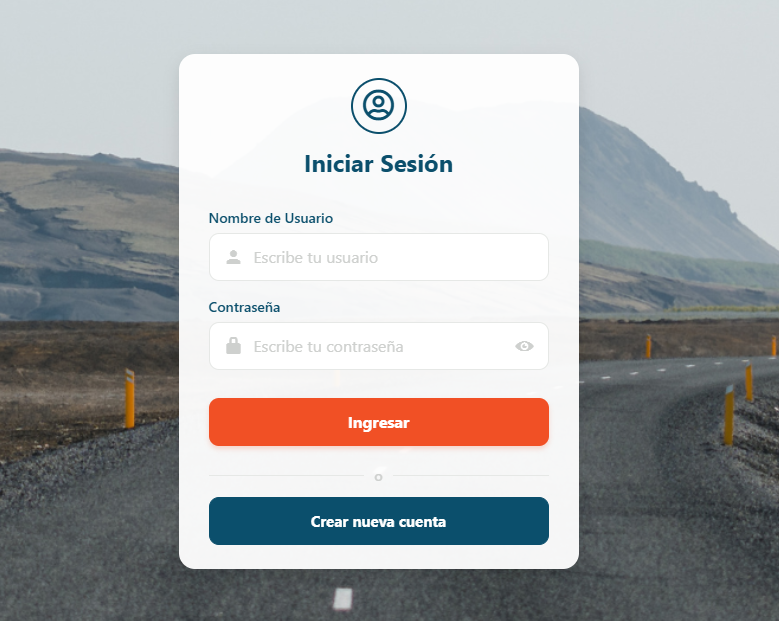 Iniciar Sesión
Nombre de Usuario
Escribe tu usuario
Contraseña
Escribe tu contraseña
Ingresar
o
Crear nueva cuenta